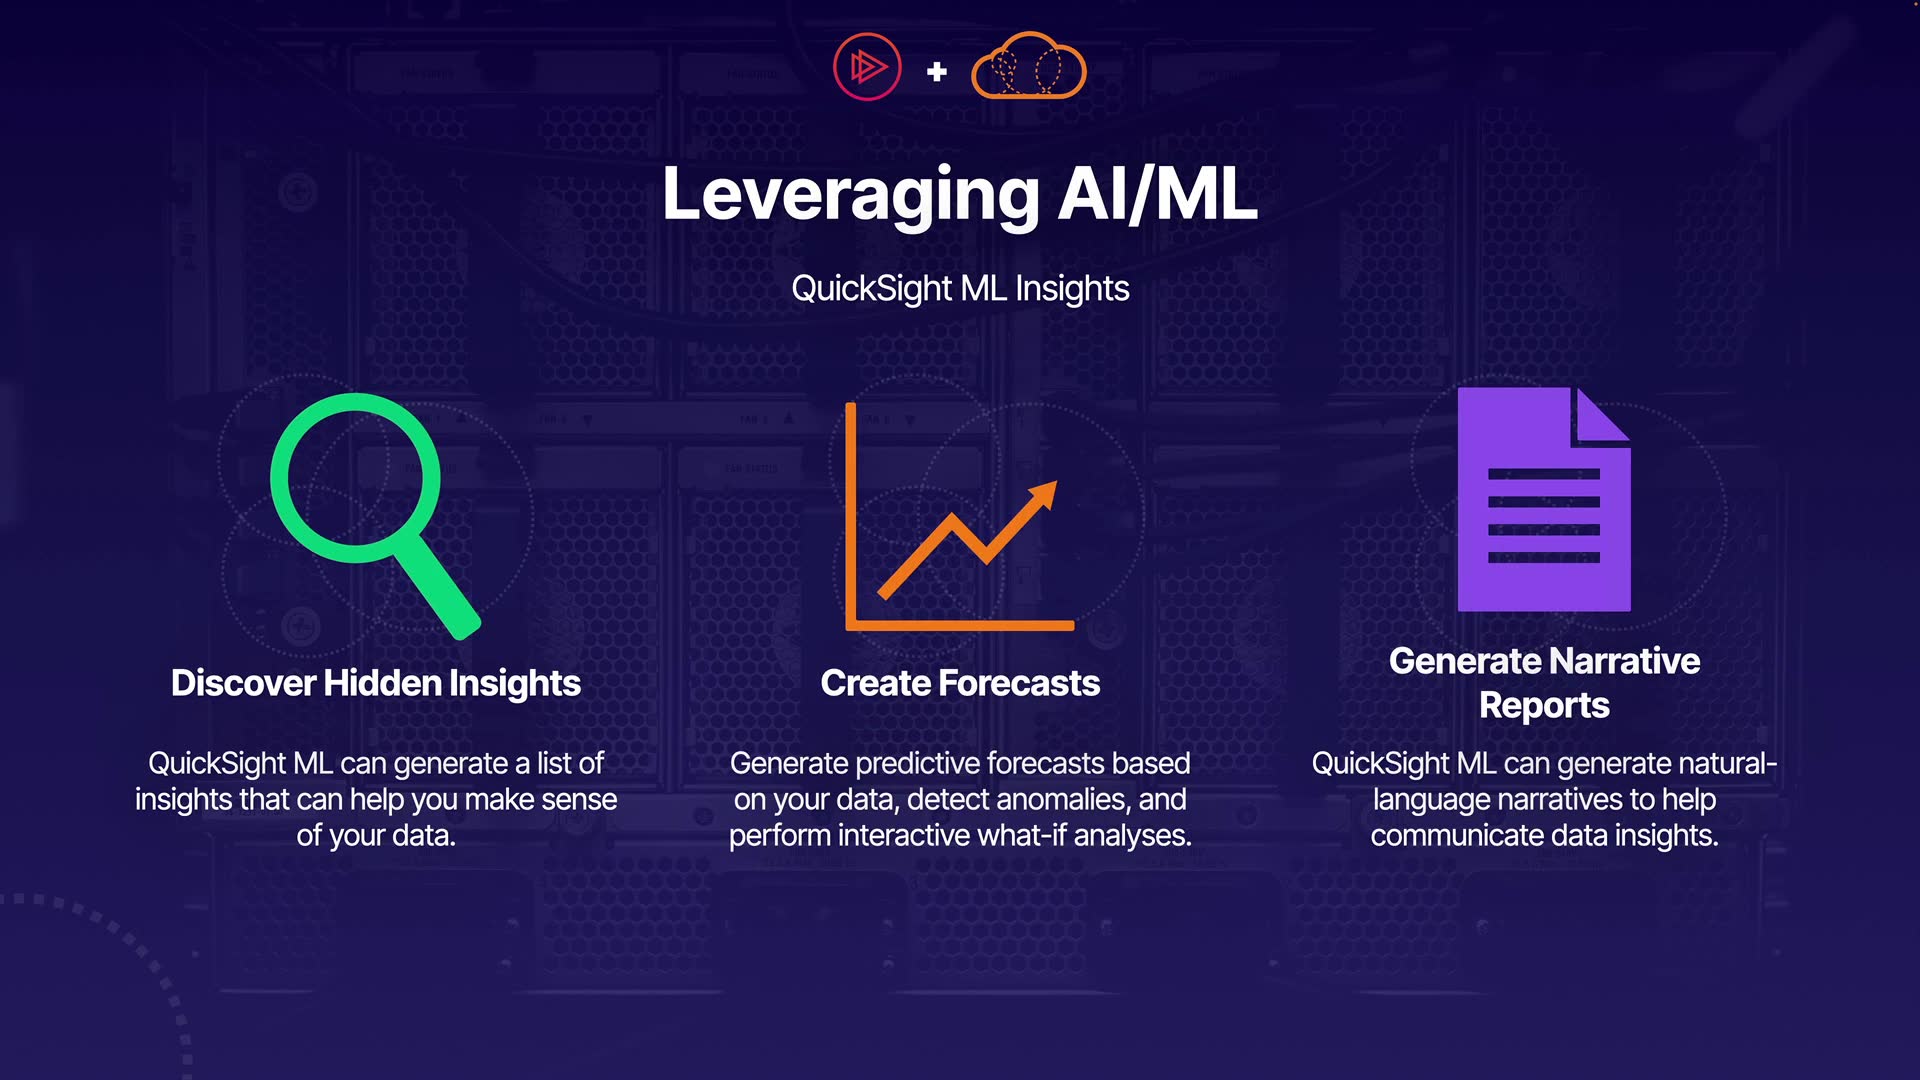 Leveraging AI/ML
QuickSight ML Insights
Discover Hidden Insights
QuickSight ML can generate a list of
insights that can help you make sense
of your data.
Create Forecasts
Generate predictive forecasts based
on your data, detect anomalies, and
perform interactive what-if analyses.
Generate Narrative
Reports
QuickSight ML can generate natural-
language narratives to help
communicate data insights.